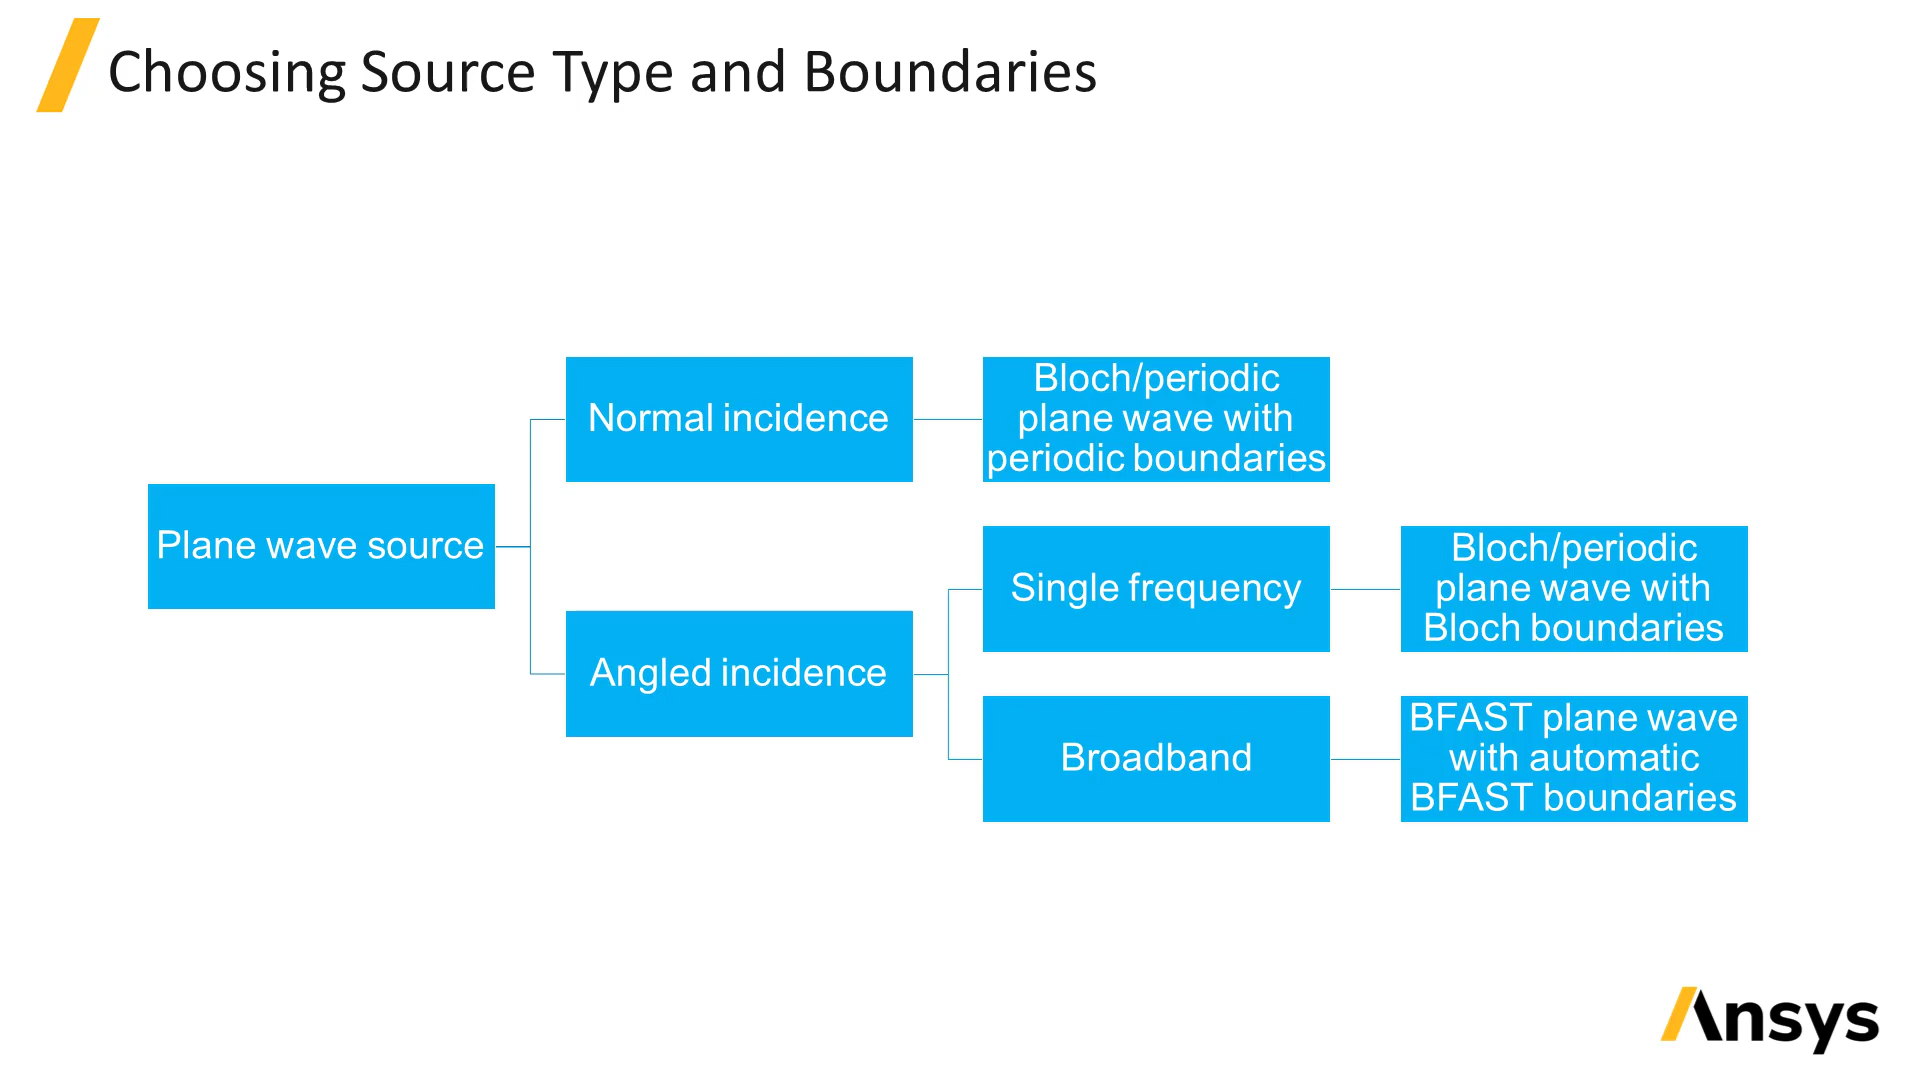 Choosing Source Type and Boundaries
Plane wave source
Normal incidence
Bloch/periodic
plane wave with
periodic boundaries
Angled incidence
Single frequency
Bloch/periodic
plane wave with
Bloch boundaries
Broadband
BFAST plane wave
with automatic
BFAST boundaries
Ansys